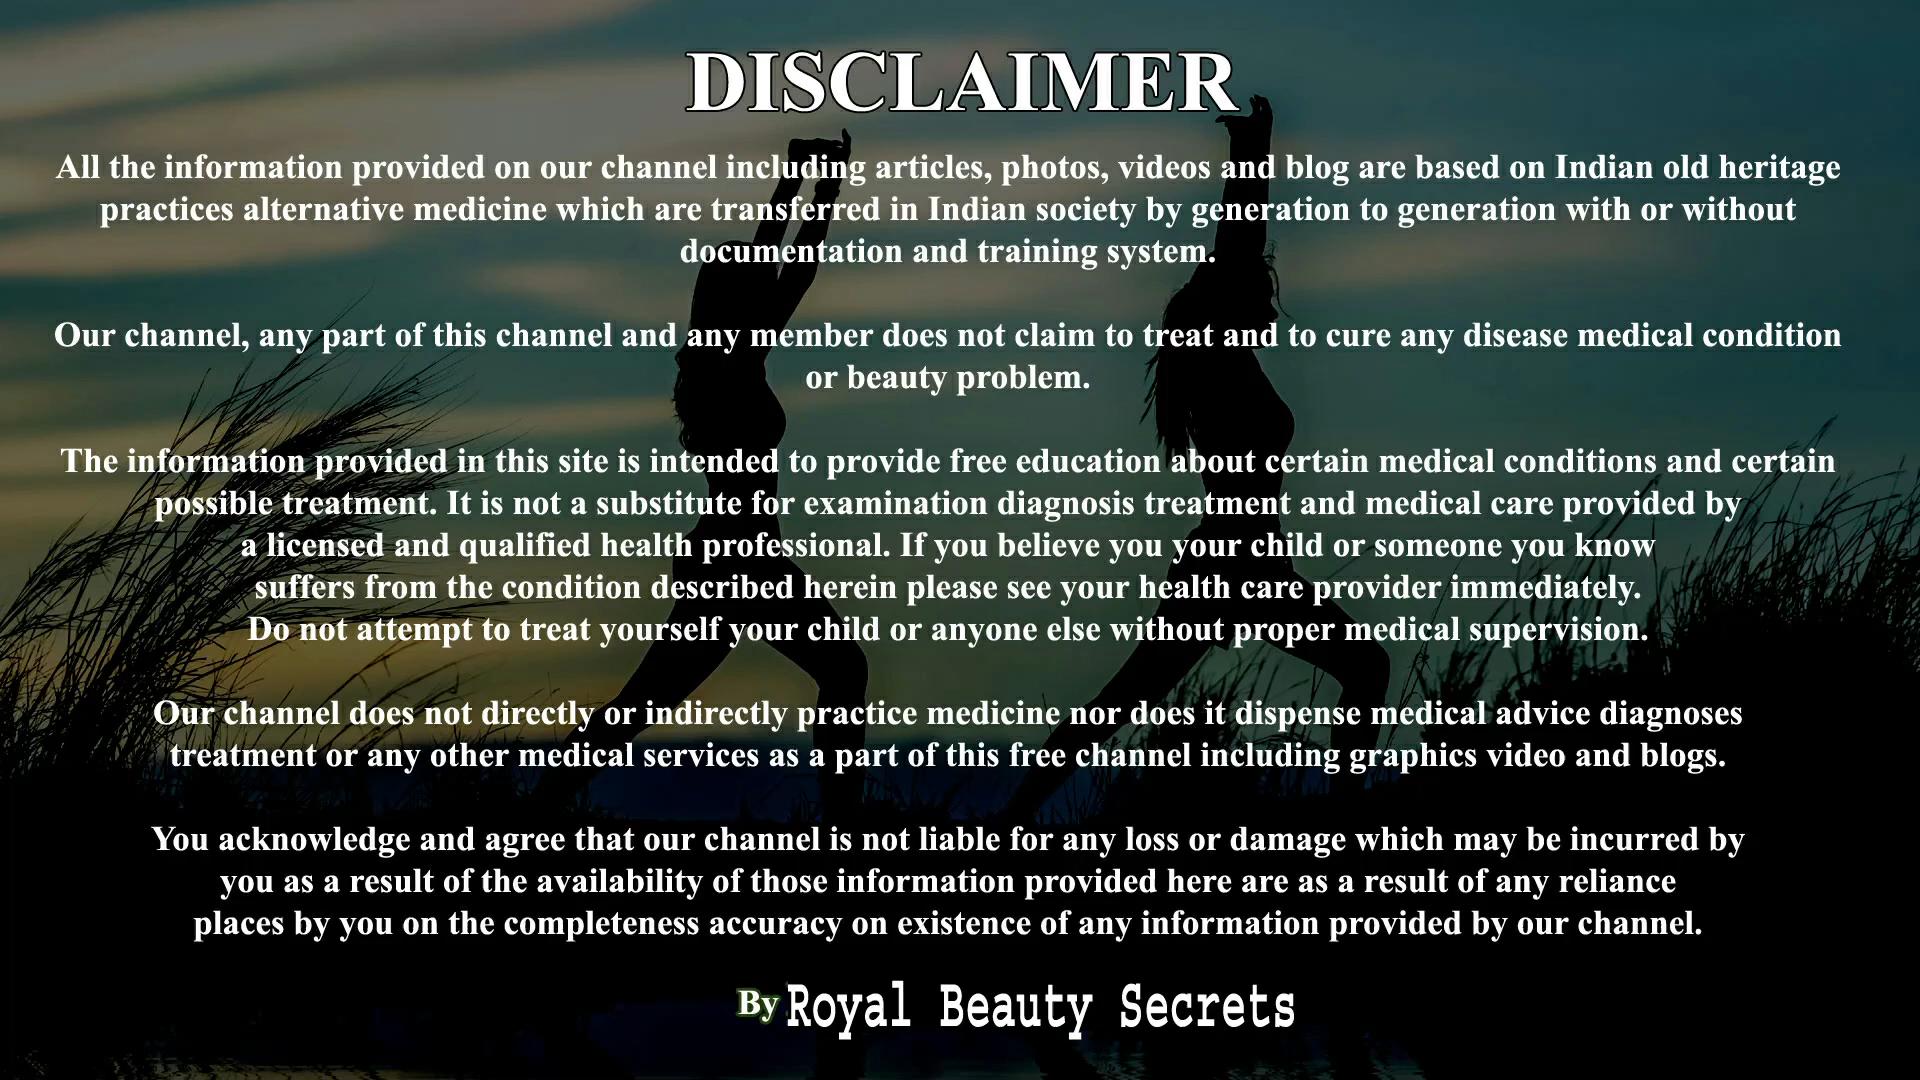 DISCLAIMER
All the information provided on our channel including articles, photos, videos and blog are based on Indian old heritage
practices alternative medicine which are transferred in Indian society by generation to generation with or without
documentation and training system.
Our channel, any part of this channel and any member does not claim to treat and to cure any disease medical condition
or beauty problem.
The information provided in this site is intended to provide free education about certain medical conditions and certain
possible treatment. It is not a substitute for examination diagnosis treatment and medical care provided by
a licensed and qualified health professional. If you believe you your child or someone you know
suffers from the condition described herein please see your health care provider immediately.
Do not attempt to treat yourself your child or anyone else without proper medical supervision.
Our channel does not directly or indirectly practice medicine nor does it dispense medical advice diagnoses
treatment or any other medical services as a part of this free channel including graphics video and blogs.
You acknowledge and agree that our channel is not liable for any loss or damage which may be incurred by
you as a result of the availability of those information provided here are as a result of any reliance
places by you on the completeness accuracy on existence of any information provided by our channel.
By Royal Beauty Secrets